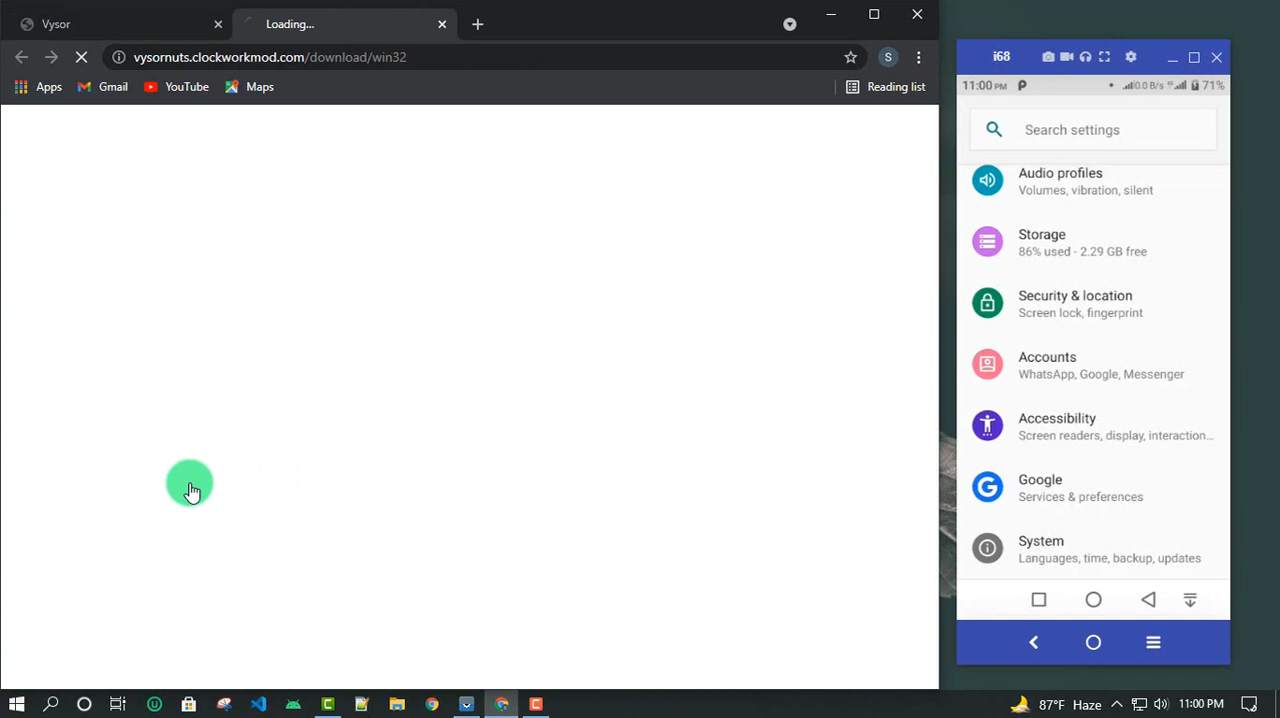 Vysor
Loading...
vysornuts.clockworkmod.com/download/win32
S
Apps
Gmail
YouTube
Maps
Reading list
i68
11:00 PM
0.0 B/s
71%
Search settings
Audio profiles
Volumes, vibration, silent
Storage
86% used - 2.29 GB free
Security & location
Screen lock, fingerprint
Accounts
WhatsApp, Google, Messenger
Accessibility
Screen readers, display, interaction...
Google
Services & preferences
System
Languages, time, backup, updates
87°F Haze
11:00 PM